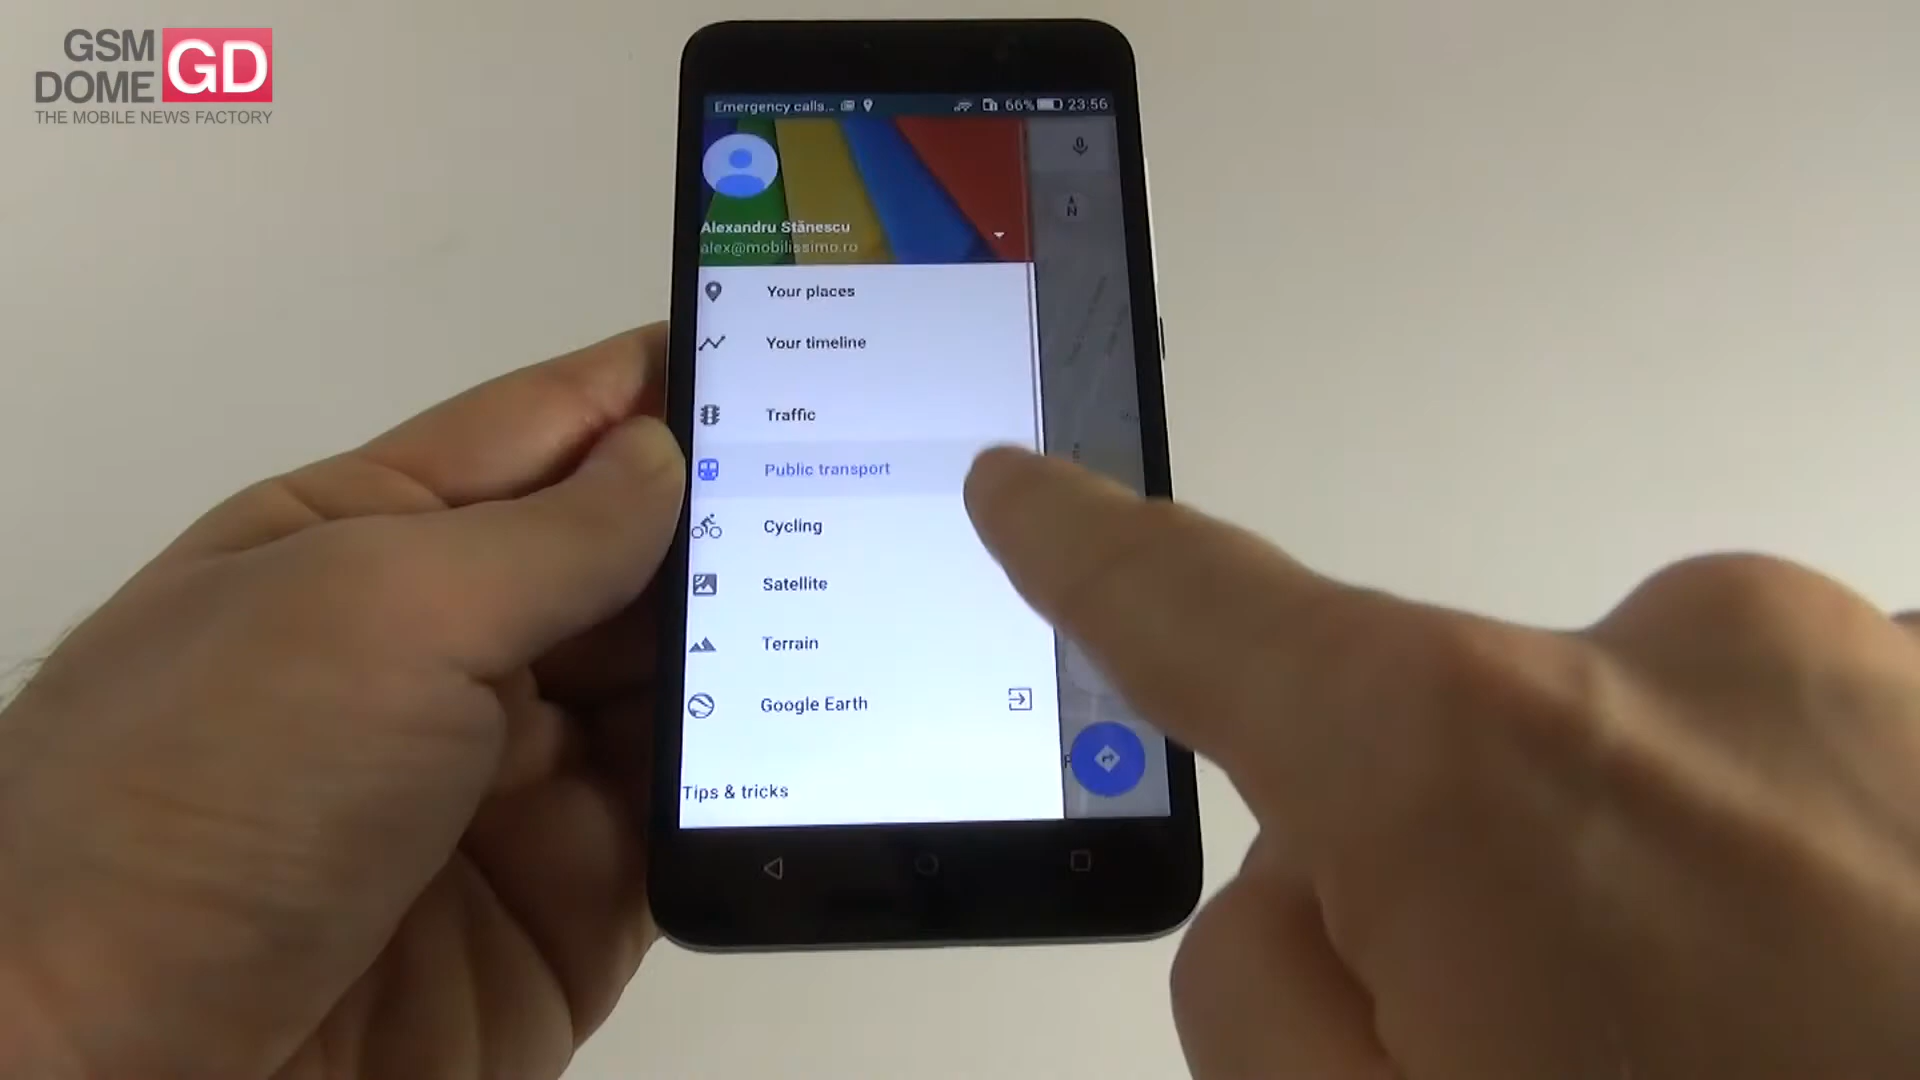 GSM
DOME
GD
THE MOBILE NEWS FACTORY
Emergency calls... 66% 23:56
Alexandru Stănescu
alex@mobilissimo.ro
N
Your places
Your timeline
Traffic
Public transport
Cycling
Satellite
Terrain
Google Earth
Tips & tricks